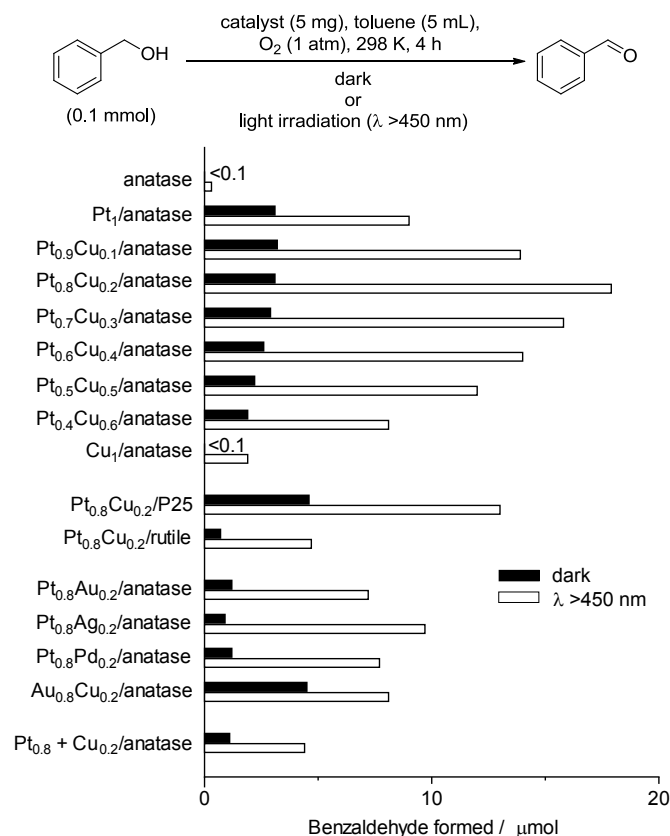 catalyst (5 mg), toluene (5 mL),
O₂ (1 atm), 298 K, 4 h
OH
O
(0.1 mmol)
dark
or
light irradiation (λ >450 nm)
anatase
<0.1
Pt₁/anatase
Pt₀.₉Cu₀.₁/anatase
Pt₀.₈Cu₀.₂/anatase
Pt₀.₇Cu₀.₃/anatase
Pt₀.₆Cu₀.₄/anatase
Pt₀.₅Cu₀.₅/anatase
Pt₀.₄Cu₀.₆/anatase
Cu₁/anatase
<0.1
Pt₀.₈Cu₀.₂/P25
Pt₀.₈Cu₀.₂/rutile
dark
λ >450 nm
Pt₀.₈Au₀.₂/anatase
Pt₀.₈Ag₀.₂/anatase
Pt₀.₈Pd₀.₂/anatase
Au₀.₈Cu₀.₂/anatase
Pt₀.₈ + Cu₀.₂/anatase
0 10 20
Benzaldehyde formed / μmol